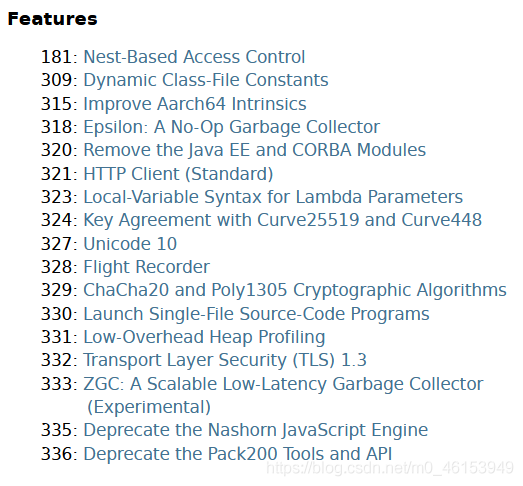 Features
181: Nest-Based Access Control
309: Dynamic Class-File Constants
315: Improve Aarch64 Intrinsics
318: Epsilon: A No-Op Garbage Collector
320: Remove the Java EE and CORBA Modules
321: HTTP Client (Standard)
323: Local-Variable Syntax for Lambda Parameters
324: Key Agreement with Curve25519 and Curve448
327: Unicode 10
328: Flight Recorder
329: ChaCha20 and Poly1305 Cryptographic Algorithms
330: Launch Single-File Source-Code Programs
331: Low-Overhead Heap Profiling
332: Transport Layer Security (TLS) 1.3
333: ZGC: A Scalable Low-Latency Garbage Collector
(Experimental)
335: Deprecate the Nashorn JavaScript Engine
336: Deprecate the Pack200 Tools and API
https://blog.csdn.net/m0_46153949